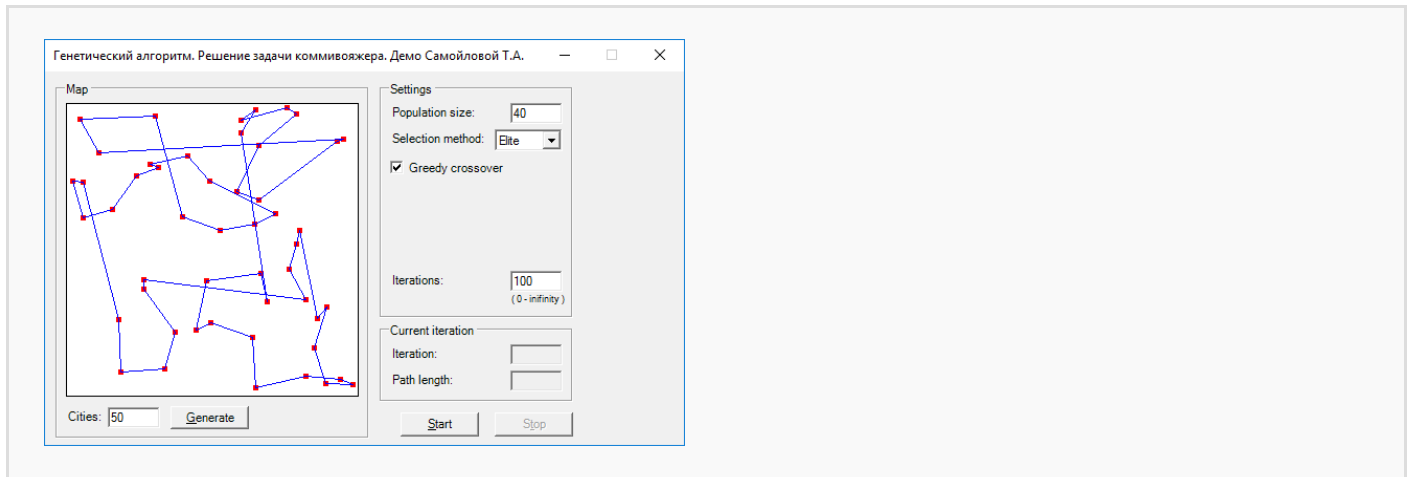 Генетический алгоритм. Решение задачи коммивояжера. Демо Самойловой Т.А.
Map
Settings
Population size: 40
Selection method: Elite
Greedy crossover
Iterations: 100
( 0 - inifinity )
Current iteration
Iteration:
Path length:
Cities: 50 Generate
Start Stop